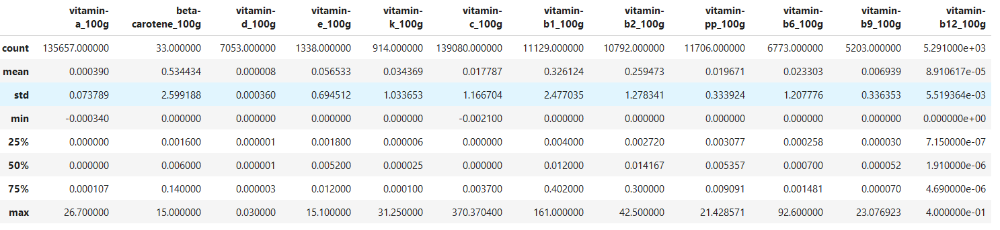 vitamin- beta- vitamin- vitamin- vitamin- vitamin- vitamin- vitamin- vitamin- vitamin- vitamin- vitamin-
a_100g carotene_100g d_100g e_100g k_100g c_100g b1_100g b2_100g pp_100g b6_100g b9_100g b12_100g
count 135657.000000 33.000000 7053.000000 1338.000000 914.000000 139080.000000 11129.000000 10792.000000 11706.000000 6773.000000 5203.000000 5.291000e+03
mean 0.000390 0.534434 0.000008 0.056533 0.034369 0.017787 0.326124 0.259473 0.019671 0.023303 0.006939 8.910617e-05
std 0.073789 2.599188 0.000360 0.694512 1.033653 1.166704 2.477035 1.278341 0.333924 1.207776 0.336353 5.519364e-03
min -0.000340 0.000000 0.000000 0.000000 0.000000 -0.002100 0.000000 0.000000 0.000000 0.000000 0.000000 0.000000e+00
25% 0.000000 0.001600 0.000001 0.001800 0.000006 0.000000 0.004000 0.002720 0.003077 0.000258 0.000030 7.150000e-07
50% 0.000000 0.006000 0.000001 0.005200 0.000025 0.000000 0.012000 0.014167 0.005357 0.000700 0.000052 1.910000e-06
75% 0.000107 0.140000 0.000003 0.012000 0.000100 0.003700 0.402000 0.300000 0.009091 0.001481 0.000070 4.690000e-06
max 26.700000 15.000000 0.030000 15.100000 31.250000 370.370400 161.000000 42.500000 21.428571 92.600000 23.076923 4.000000e-01